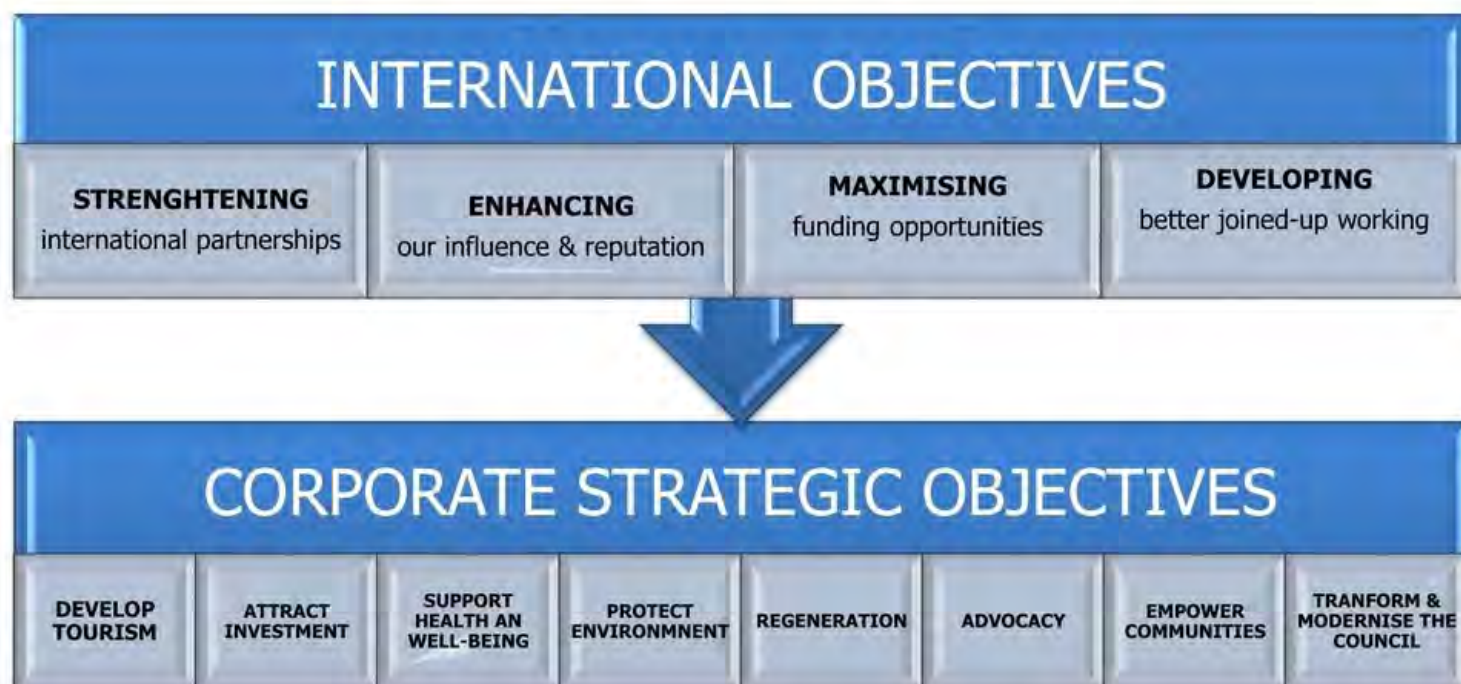 INTERNATIONAL OBJECTIVES
STRENGHTENING
international partnerships
ENHANCING
our influence & reputation
MAXIMISING
funding opportunities
DEVELOPING
better joined-up working
CORPORATE STRATEGIC OBJECTIVES
DEVELOP
TOURISM
ATTRACT
INVESTMENT
SUPPORT
HEALTH AN
WELL-BEING
PROTECT
ENVIRONMNENT
REGENERATION
ADVOCACY
EMPOWER
COMMUNITIES
TRANFORM &
MODERNISE THE
COUNCIL